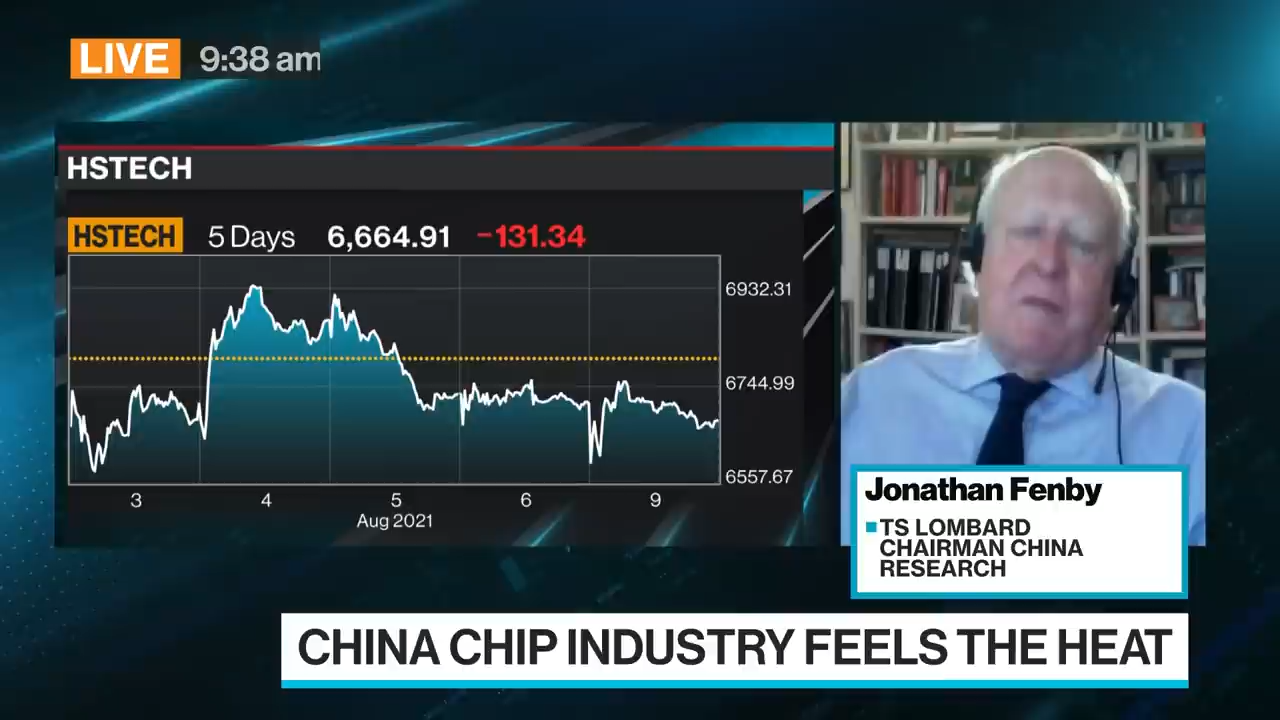 LIVE 9:38 am
HSTECH
HSTECH 5 Days 6,664.91 -131.34
6932.31
6744.99
6557.67
3 4 5 6 9
Aug 2021
Jonathan Fenby
TS LOMBARD
CHAIRMAN CHINA
RESEARCH
CHINA CHIP INDUSTRY FEELS THE HEAT